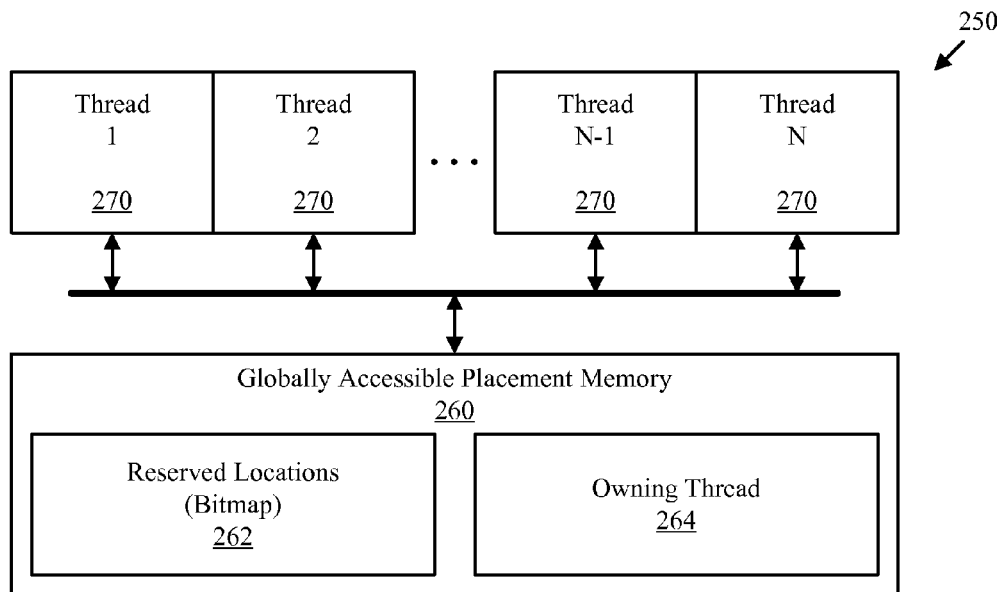 250
Thread
1
270
Thread
2
270
. . .
Thread
N-1
270
Thread
N
270
Globally Accessible Placement Memory
260
Reserved Locations
(Bitmap)
262
Owning Thread
264